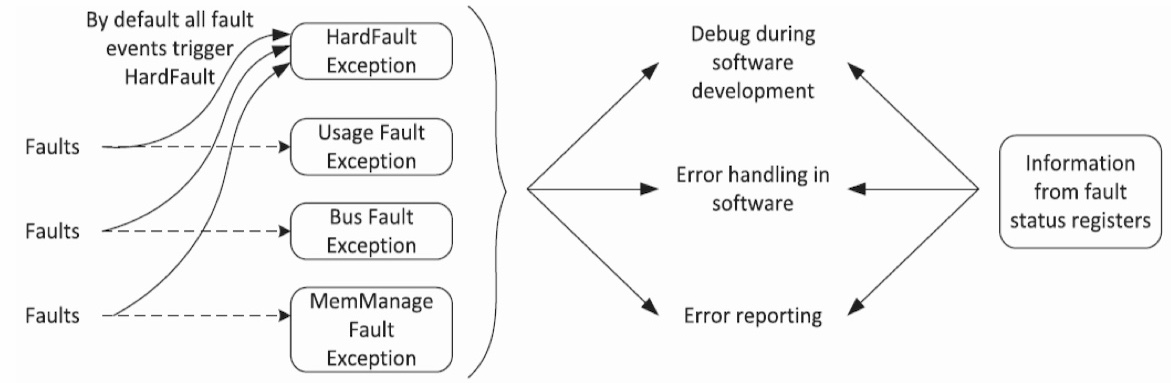 By default all fault
events trigger
HardFault
HardFault
Exception
Faults
Usage Fault
Exception
Faults
Bus Fault
Exception
Faults
MemManage
Fault
Exception
Debug during
software
development
Error handling in
software
Error reporting
Information
from fault
status registers